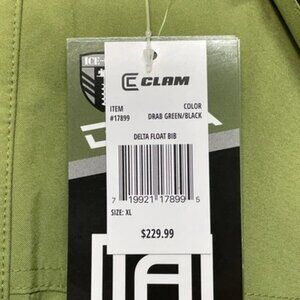 ICE
CLAM
ITEM COLOR
#17899 DRAB GREEN/BLACK
DELTA FLOAT BIB
7 19921 17899 5
SIZE: XL
$229.99